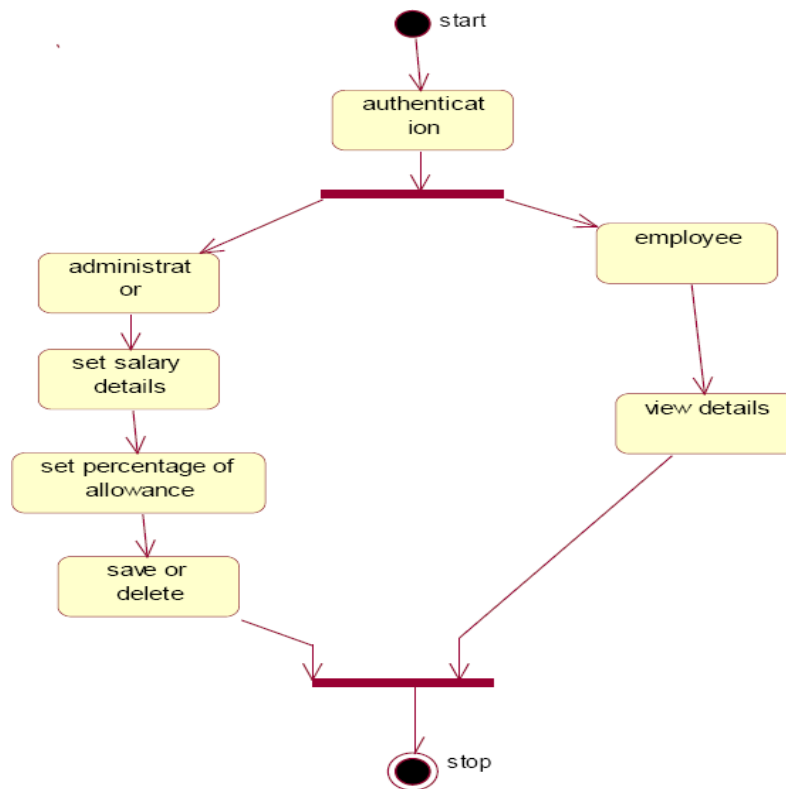 start
authenticat
ion
administrat
or
set salary
details
set percentage of
allowance
save or
delete
employee
view details
stop